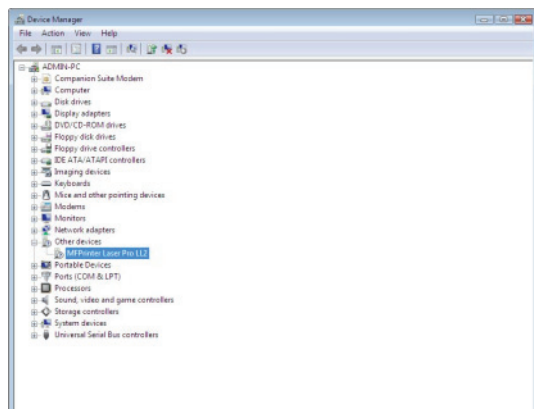 Device Manager
File Action View Help
ADMIN-PC
Companion Suite Modem
Computer
Disk drives
Display adapters
DVD/CD-ROM drives
Floppy disk drives
Floppy drive controllers
IDE ATA/ATAPI controllers
Imaging devices
Keyboards
Mice and other pointing devices
Modems
Monitors
Network adapters
Other devices
MFPrinter Laser Pro LL2
Portable Devices
Ports (COM & LPT)
Processors
Sound, video and game controllers
Storage controllers
System devices
Universal Serial Bus controllers